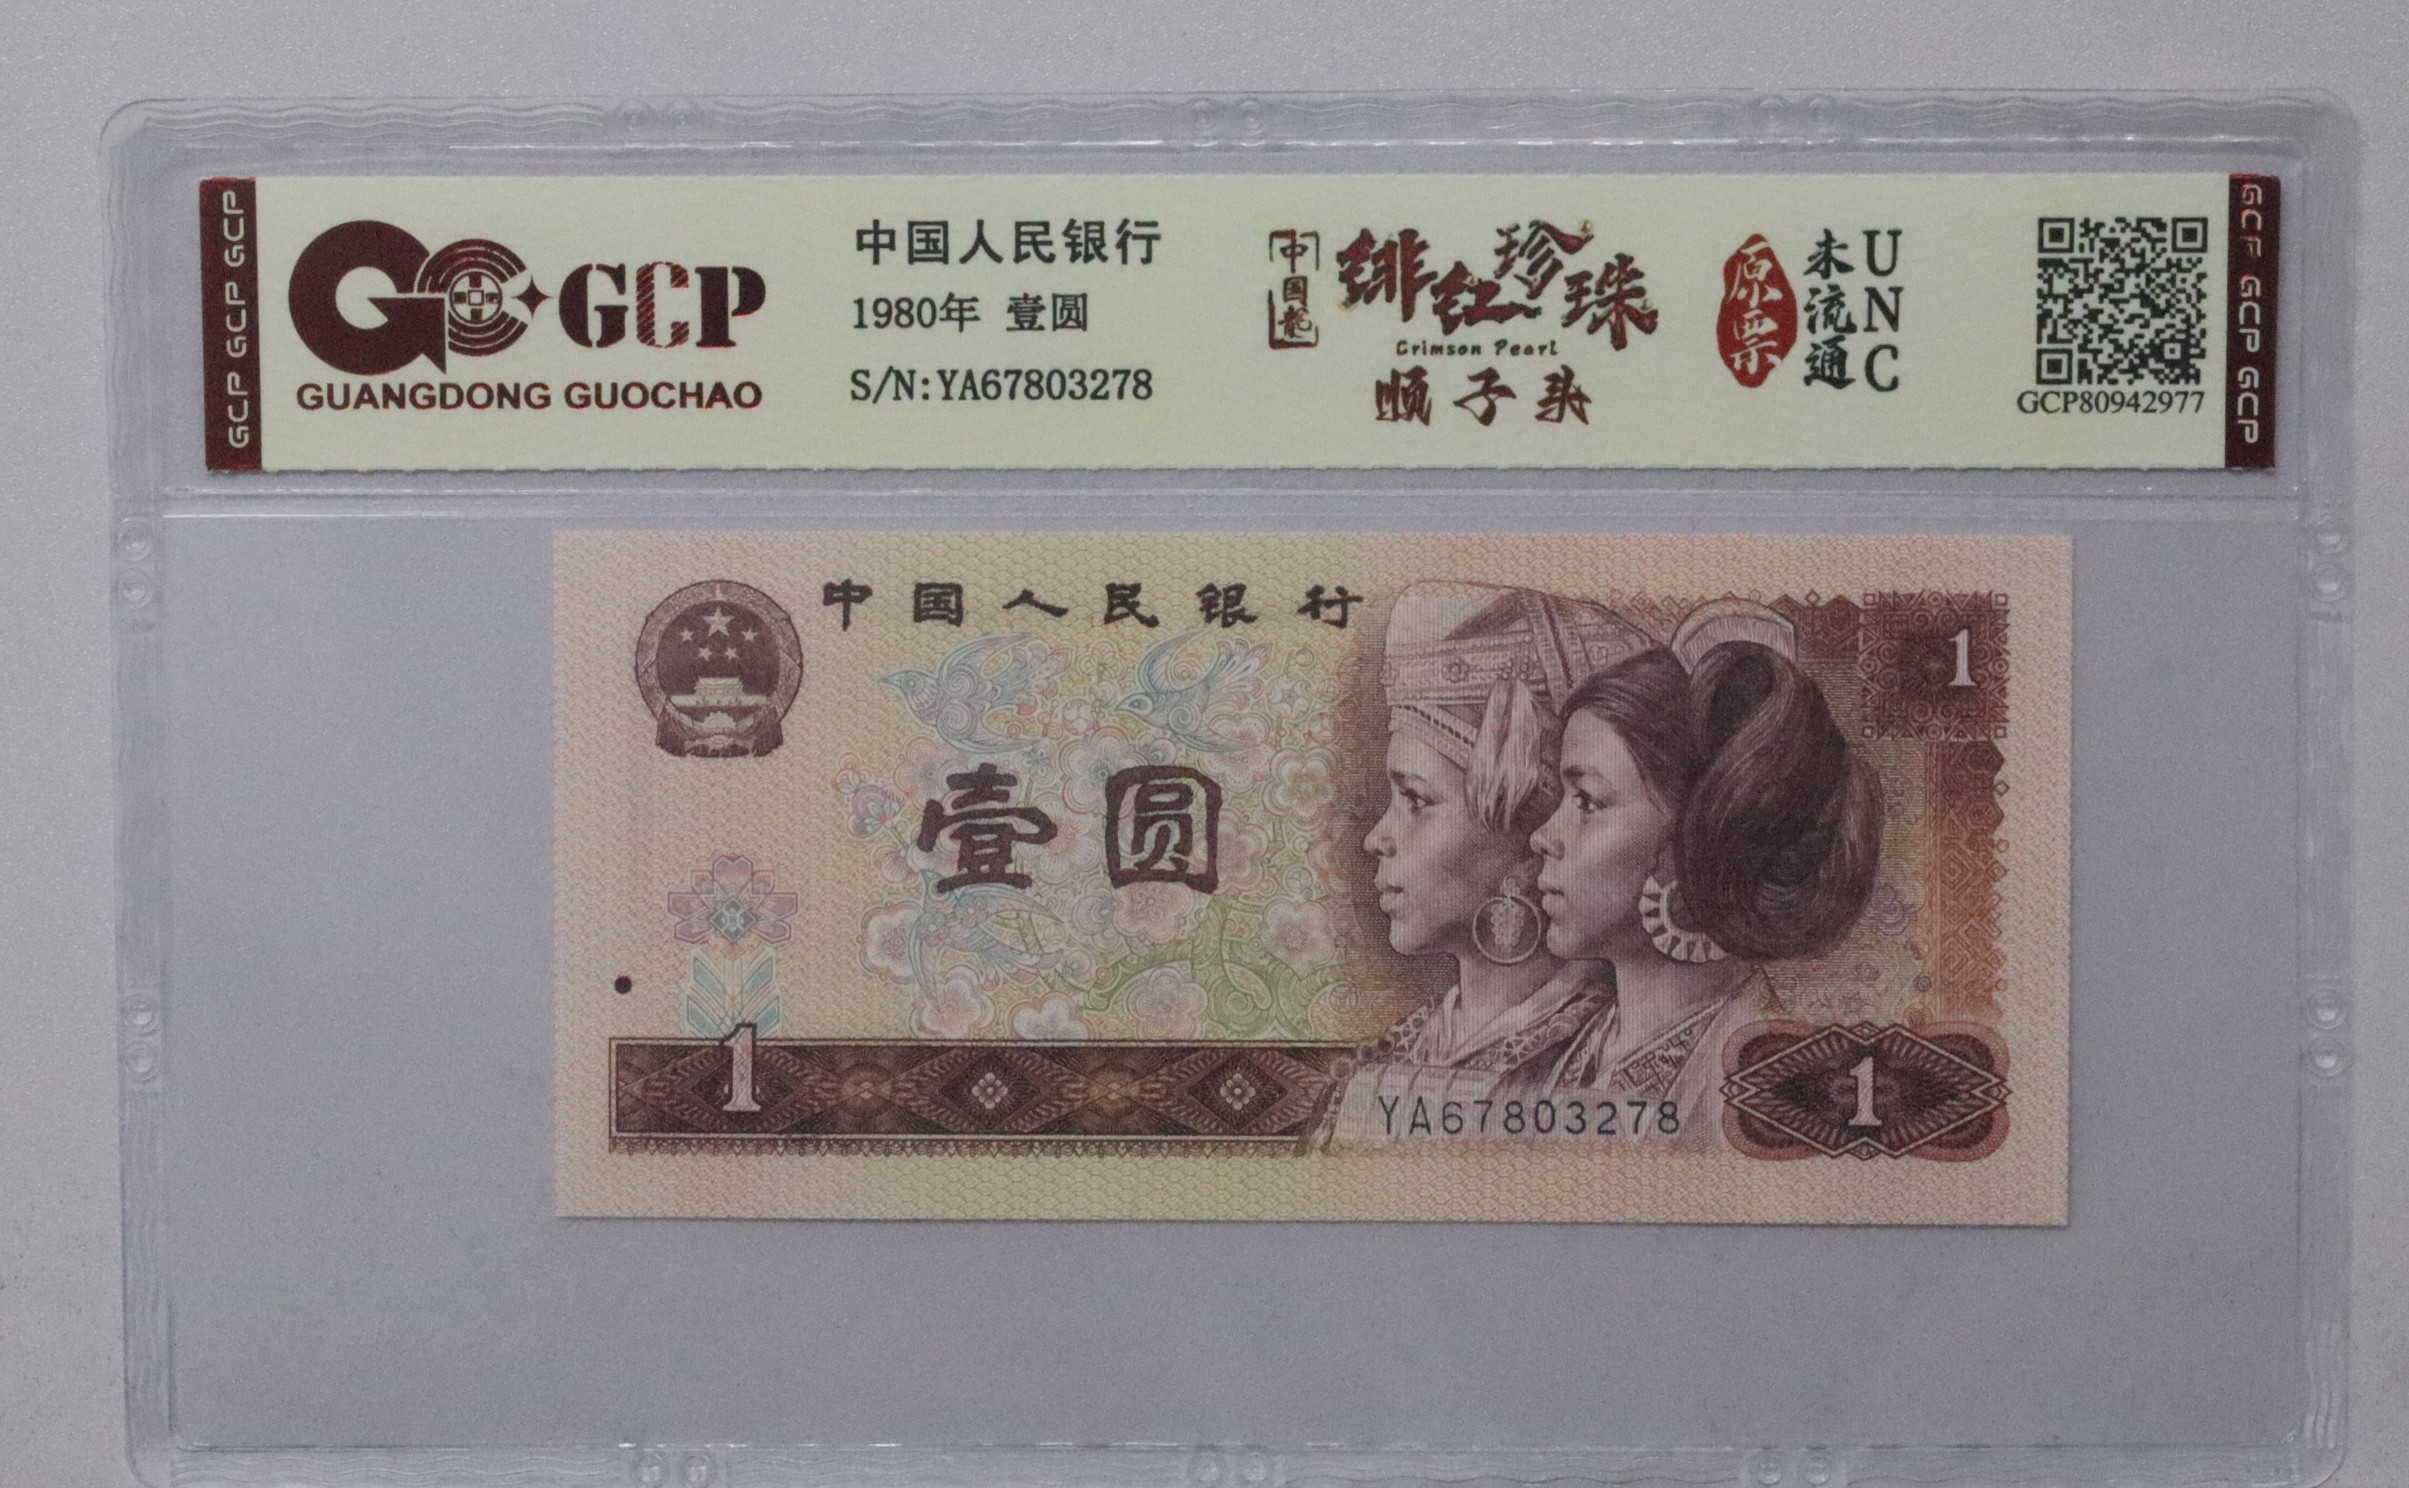 GCP GCP GCP
GCP
GUANGDONG GUOCHAO
中国人民银行
1980年 壹圆
S/N:YA67803278
中国龙
绯红珍珠
Crimson Pearl
顺子号
原票
未流通
UNC
GCP80942977
GCP GCP GCP
中国人民银行
1
壹圆
1
YA67803278
1